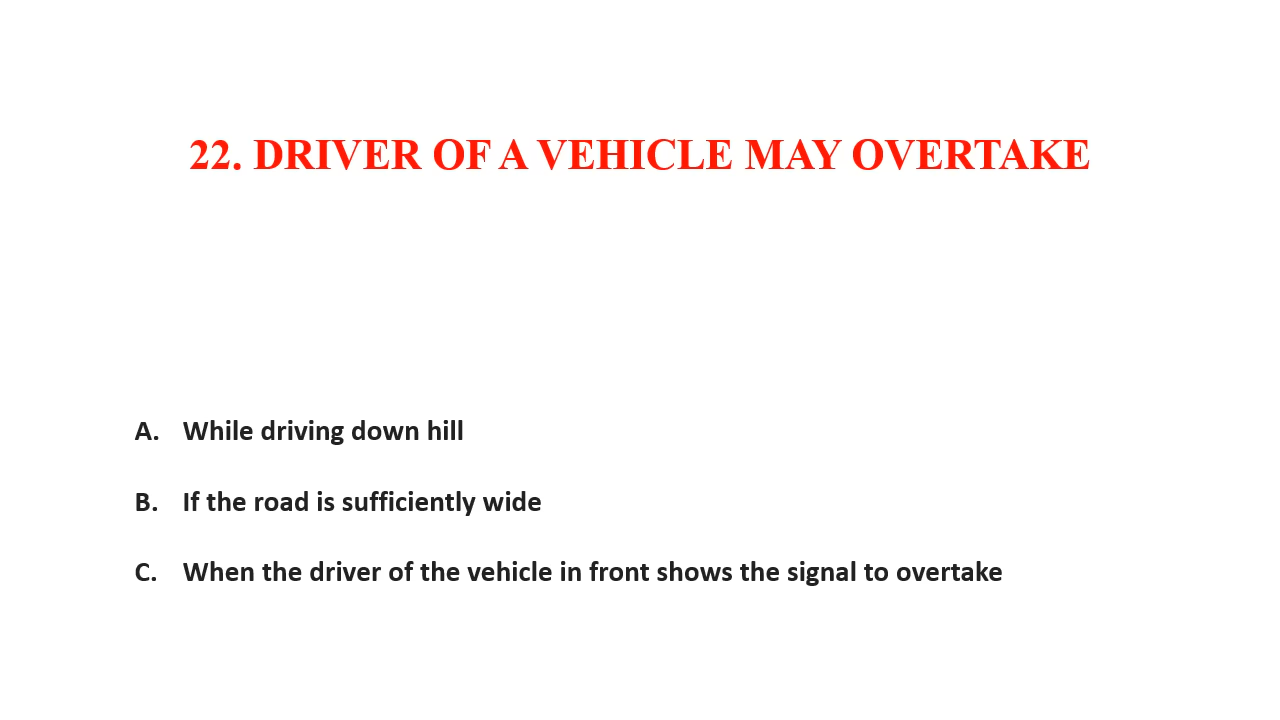 22. DRIVER OF A VEHICLE MAY OVERTAKE
A. While driving down hill
B. If the road is sufficiently wide
C. When the driver of the vehicle in front shows the signal to overtake